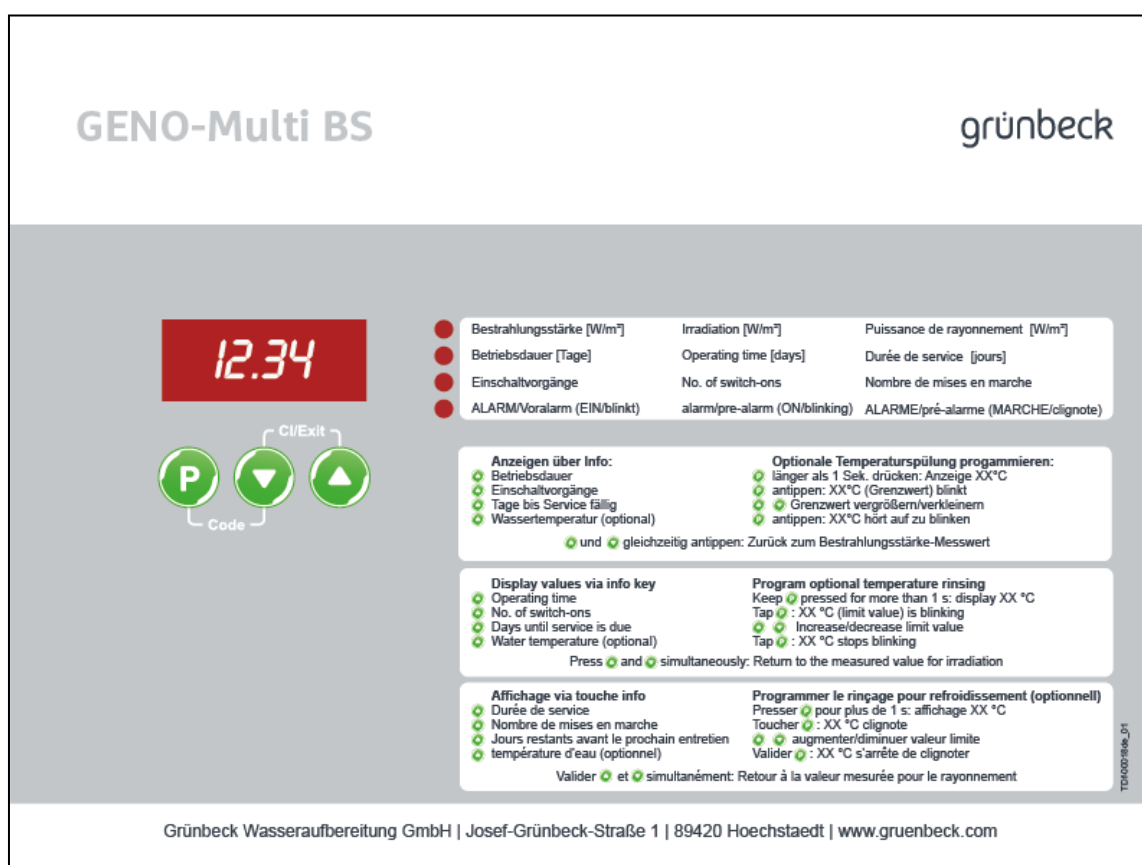 GENO-Multi BS
grünbeck
12.34
CI/Exit
P
Code
Bestrahlungsstärke [W/m²] Irradiation [W/m²] Puissance de rayonnement [W/m²]
Betriebsdauer [Tage] Operating time [days] Durée de service [jours]
Einschaltvorgänge No. of switch-ons Nombre de mises en marche
ALARM/Voralarm (EIN/blinkt) alarm/pre-alarm (ON/blinking) ALARME/pré-alarme (MARCHE/clignote)
Anzeigen über Info:
Betriebsdauer
Einschaltvorgänge
Tage bis Service fällig
Wassertemperatur (optional)
Optionale Temperaturspülung progammieren:
länger als 1 Sek. drücken: Anzeige XX°C
antippen: XX°C (Grenzwert) blinkt
Grenzwert vergrößern/verkleinern
antippen: XX°C hört auf zu blinken
und gleichzeitig antippen: Zurück zum Bestrahlungsstärke-Messwert
Display values via info key
Operating time
No. of switch-ons
Days until service is due
Water temperature (optional)
Program optional temperature rinsing
Keep P pressed for more than 1 s: display XX °C
Tap P : XX °C (limit value) is blinking
Increase/decrease limit value
Tap P : XX °C stops blinking
Press and simultaneously: Return to the measured value for irradiation
Affichage via touche info
Durée de service
Nombre de mises en marche
Jours restants avant le prochain entretien
température d'eau (optionnel)
Programmer le rinçage pour refroidissement (optionnell)
Presser P pour plus de 1 s: affichage XX °C
Toucher P : XX °C clignote
augmenter/diminuer valeur limite
Valider P : XX °C s'arrête de clignoter
Valider et simultanément: Retour à la valeur mesurée pour le rayonnement
Grünbeck Wasseraufbereitung GmbH | Josef-Grünbeck-Straße 1 | 89420 Hoechstaedt | www.gruenbeck.com